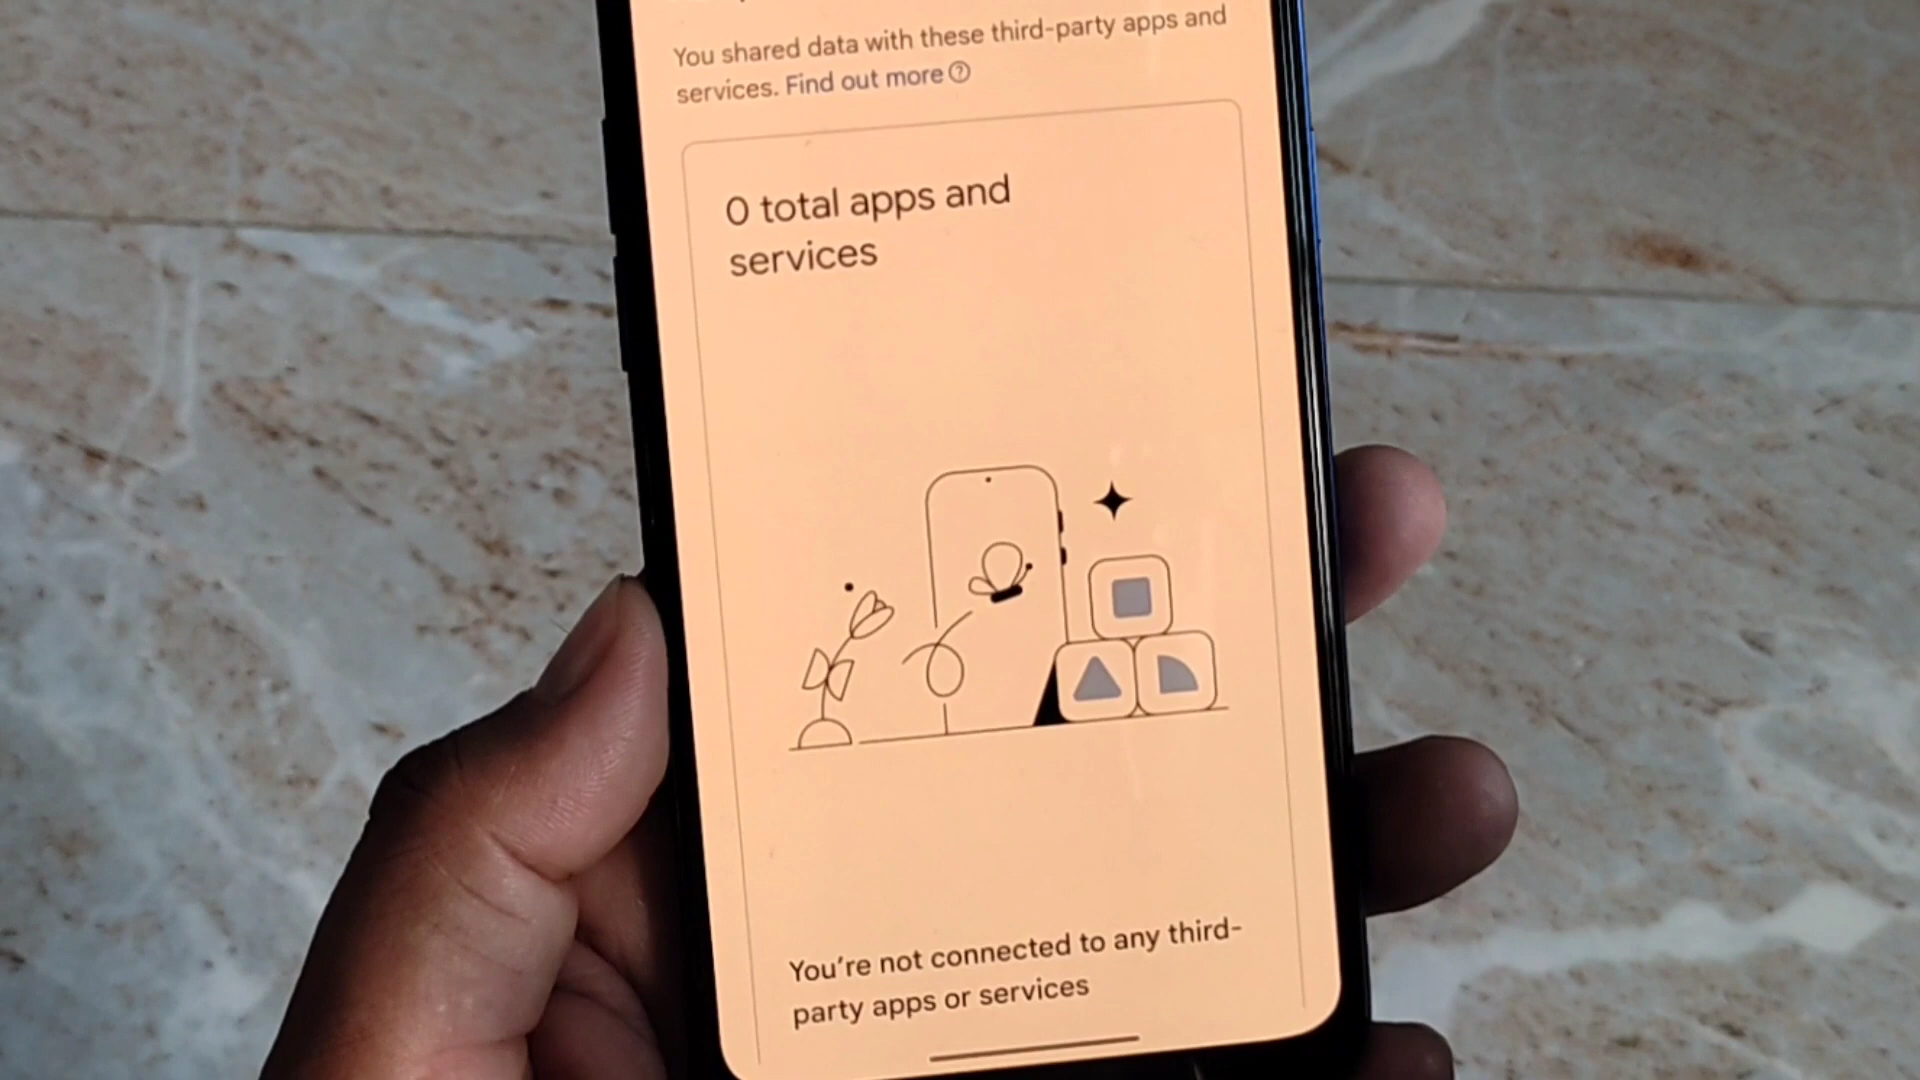 You shared data with these third-party apps and
services. Find out more
0 total apps and
services
You’re not connected to any third-
party apps or services